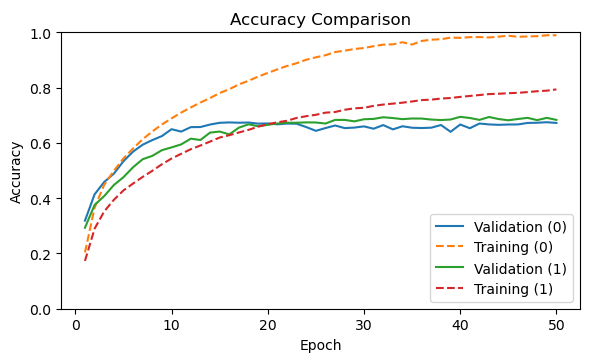 Accuracy Comparison
1.0
0.8
0.6
0.4
0.2
0.0
Accuracy
0
10
20
30
40
50
Epoch
Validation (0)
Training (0)
Validation (1)
Training (1)